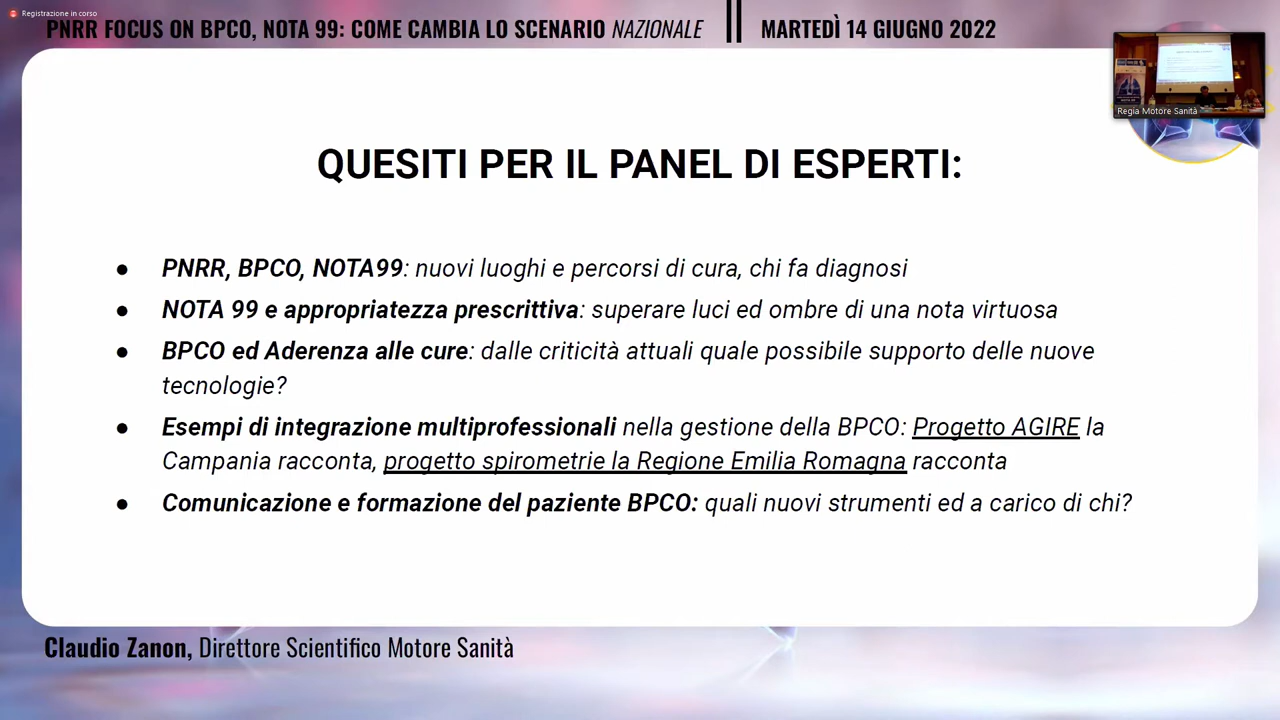 Registrazione in corso
PNRR FOCUS ON BPCO, NOTA 99: COME CAMBIA LO SCENARIO NAZIONALE
MARTEDÌ 14 GIUGNO 2022
Regia Motore Sanità
QUESITI PER IL PANEL DI ESPERTI:
● PNRR, BPCO, NOTA99: nuovi luoghi e percorsi di cura, chi fa diagnosi
● NOTA 99 e appropriatezza prescrittiva: superare luci ed ombre di una nota virtuosa
● BPCO ed Aderenza alle cure: dalle criticità attuali quale possibile supporto delle nuove
tecnologie?
● Esempi di integrazione multiprofessionali nella gestione della BPCO: Progetto AGIRE la
Campania racconta, progetto spirometrie la Regione Emilia Romagna racconta
● Comunicazione e formazione del paziente BPCO: quali nuovi strumenti ed a carico di chi?
Claudio Zanon, Direttore Scientifico Motore Sanità